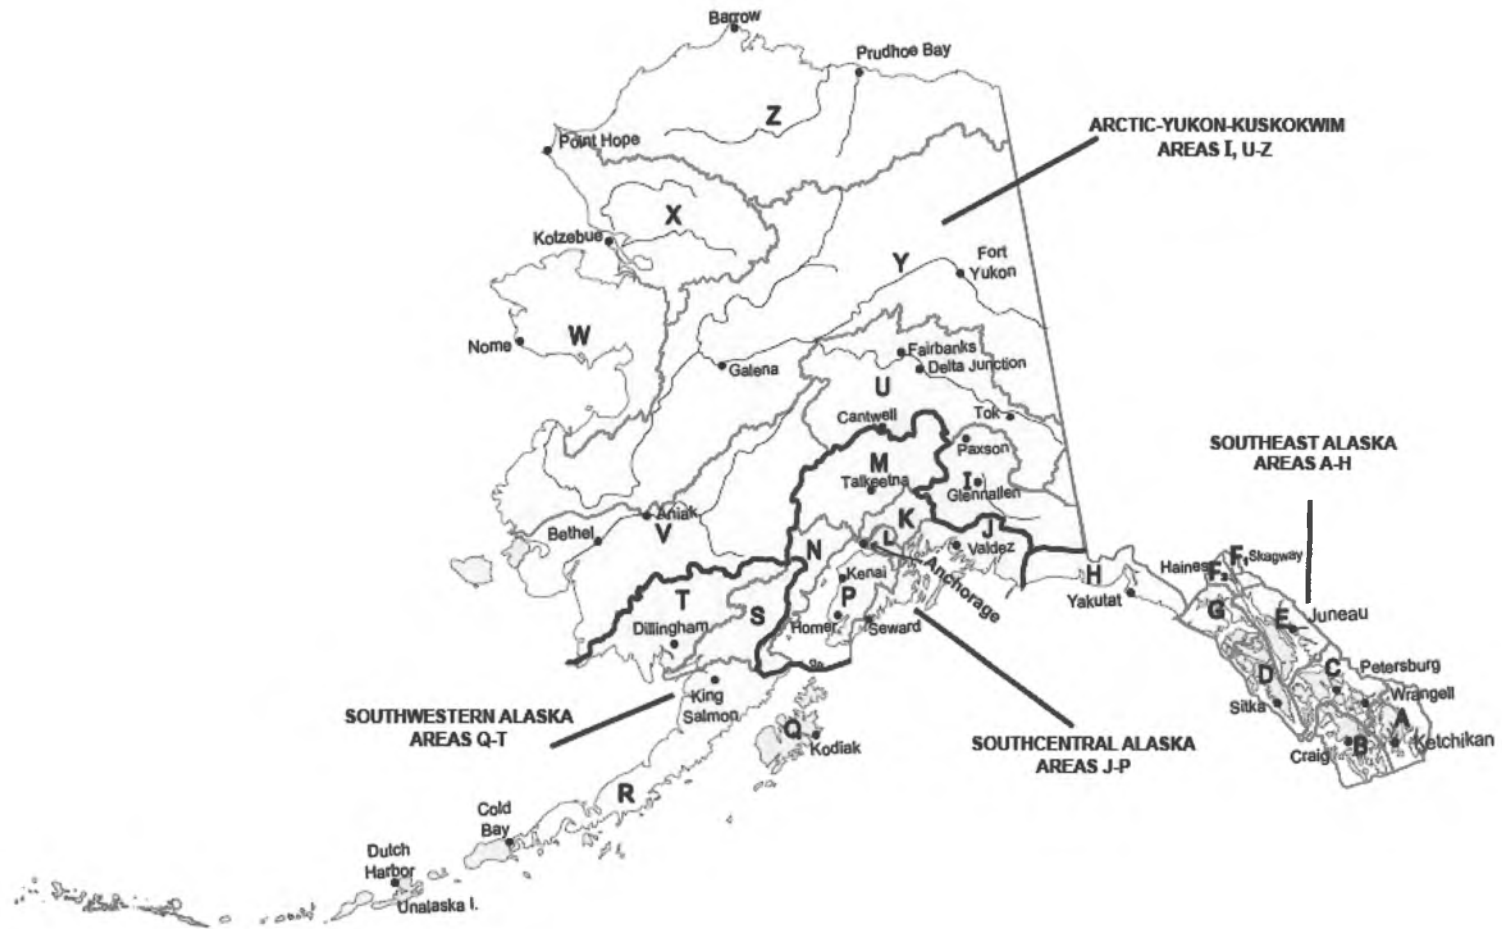 Barrow
Prudhoe Bay
Z
ARCTIC-YUKON-KUSKOKWIM
AREAS I, U-Z
Point Hope
X
Kotzebue
Y
Fort
Yukon
W
Nome
Galena
Fairbanks
Delta Junction
U
Cantwell
Tok
Paxson
SOUTHEAST ALASKA
AREAS A-H
M
Talkeetna
I
Glennallen
K
Aniak
Bethel
V
N
L
J
Valdez
Anchorage
H
Yakutat
Haines
F1
Skagway
F2
G
E
Juneau
Kenai
P
Homer
Seward
T
Dillingham
S
King
Salmon
SOUTHWESTERN ALASKA
AREAS Q-T
Q
Kodiak
SOUTHCENTRAL ALASKA
AREAS J-P
D
Sitka
C
Petersburg
Wrangell
A
B
Craig
Ketchikan
R
Cold
Bay
Dutch
Harbor
Unalaska I.